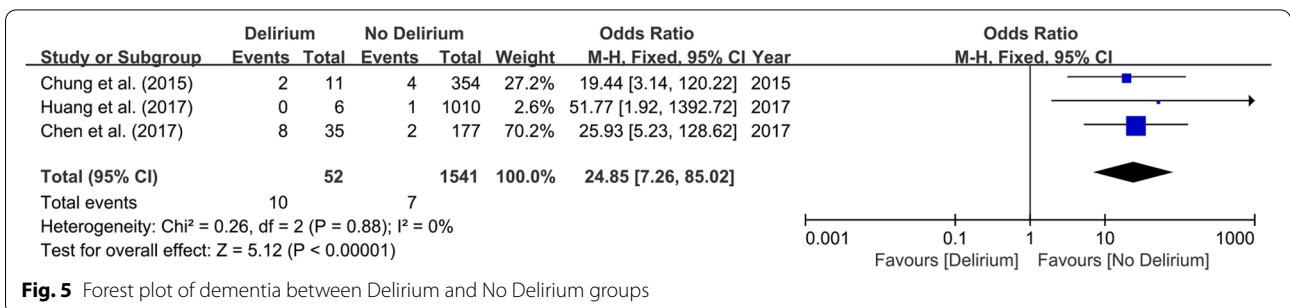 Delirium No Delirium Odds Ratio Odds Ratio
Study or Subgroup Events Total Events Total Weight M-H, Fixed, 95% CI Year M-H, Fixed, 95% CI
Chung et al. (2015) 2 11 4 354 27.2% 19.44 [3.14, 120.22] 2015
Huang et al. (2017) 0 6 1 1010 2.6% 51.77 [1.92, 1392.72] 2017
Chen et al. (2017) 8 35 2 177 70.2% 25.93 [5.23, 128.62] 2017
Total (95% CI) 52 1541 100.0% 24.85 [7.26, 85.02]
Total events 10 7
Heterogeneity: Chi² = 0.26, df = 2 (P = 0.88); I² = 0%
Test for overall effect: Z = 5.12 (P < 0.00001)
0.001 0.1 1 10 1000
Favours [Delirium] Favours [No Delirium]
Fig. 5 Forest plot of dementia between Delirium and No Delirium groups